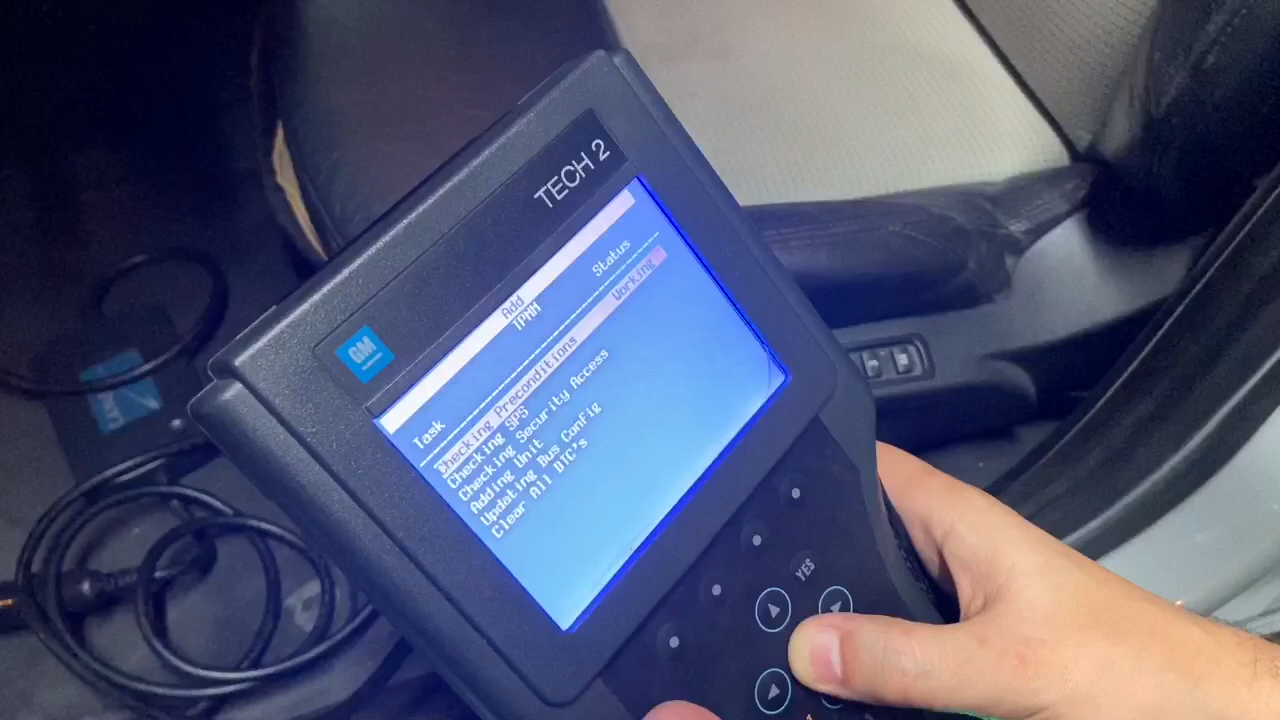 TECH 2
GM
Add
TPMM
Task Status
Checking Preconditions Working
Checking SPS
Checking Security Access
Adding Unit
Updating Bus Config
Clear All DTC's
YES